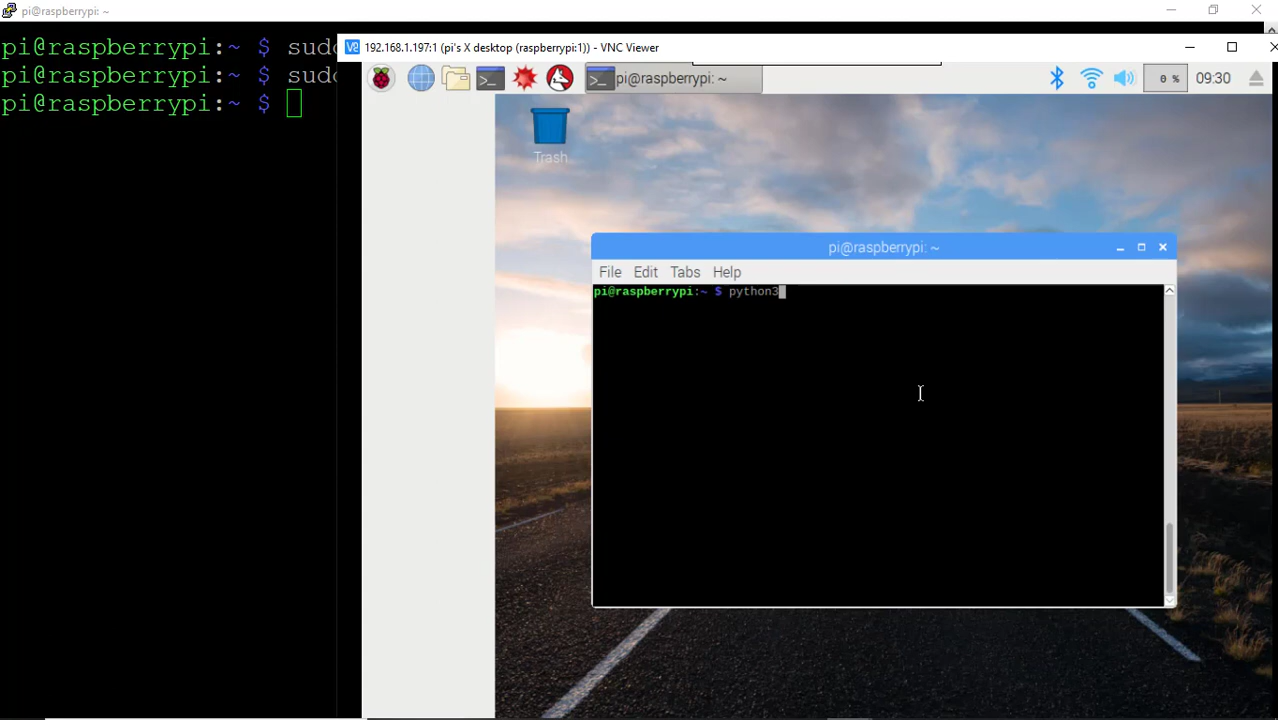 pi@raspberrypi: ~
pi@raspberrypi:~ $ sudo
pi@raspberrypi:~ $ sudo
pi@raspberrypi:~ $
192.168.1.197:1 (pi's X desktop (raspberrypi:1)) - VNC Viewer
pi@raspberrypi: ~
0 %
09:30
Trash
pi@raspberrypi: ~
File Edit Tabs Help
pi@raspberrypi:~ $ python3